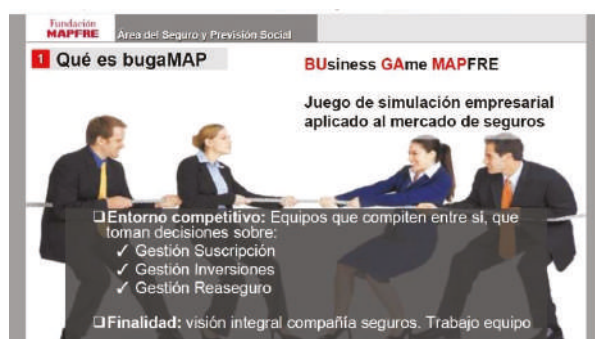 Fundación
MAPFRE
Área del Seguro y Previsión Social
1 Qué es bugaMAP
BUsiness GAme MAPFRE
Juego de simulación empresarial
aplicado al mercado de seguros
❑Entorno competitivo: Equipos que compiten entre si, que
toman decisiones sobre:
✓ Gestión Suscripción
✓ Gestión Inversiones
✓ Gestión Reaseguro
❑Finalidad: visión integral compañía seguros. Trabajo equipo